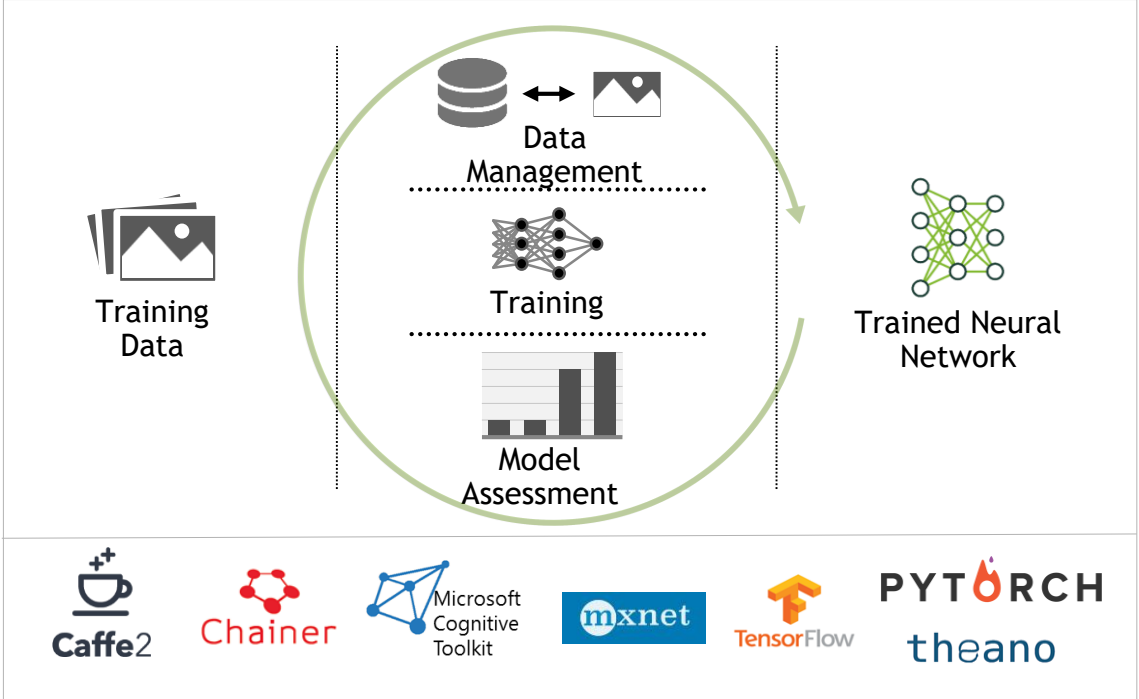 Data
Management
Training
Data
Training
Trained Neural
Network
Model
Assessment
Caffe2
Chainer
Microsoft
Cognitive
Toolkit
mxnet
TensorFlow
PYTORCH
theano